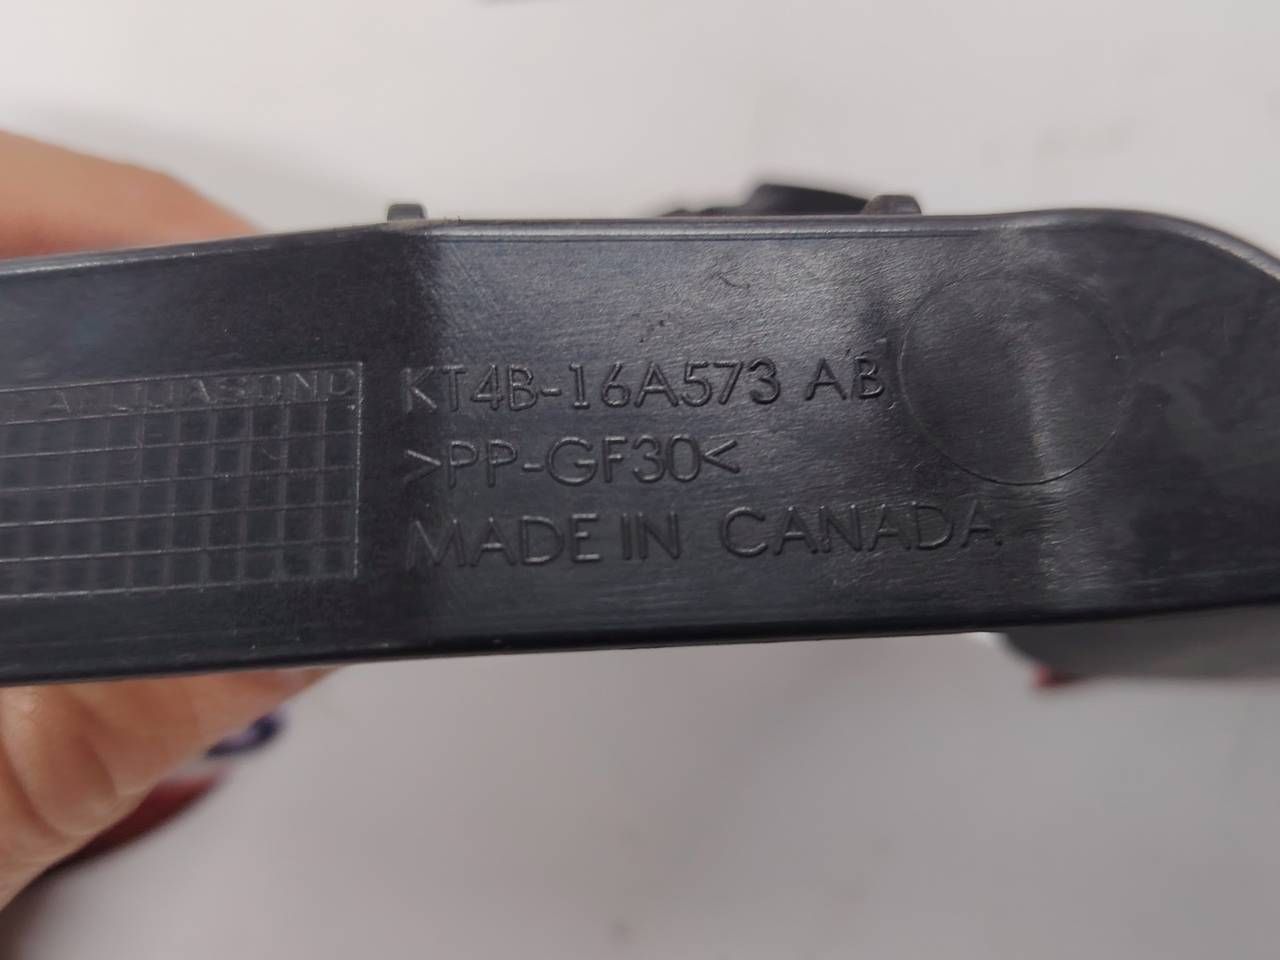 KT4B-16A573 AB
>PP-GF30<
MADE IN CANADA